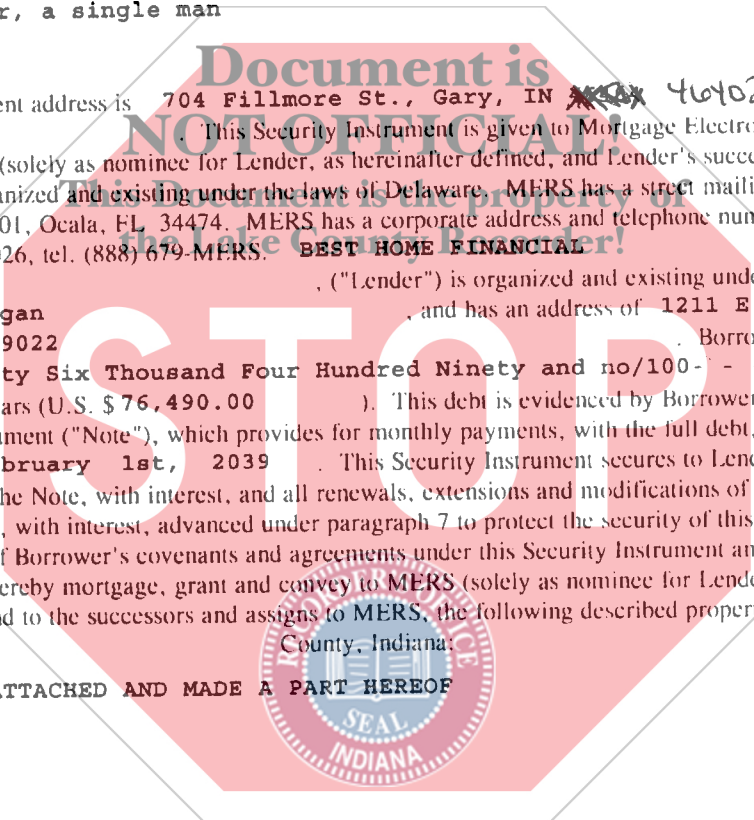 r, a single man
Document is
ent address is 704 Fillmore St., Gary, IN 46402
NOT OFFICIAL!
. This Security Instrument is given to Mortgage Electro
(solely as nominee for Lender, as hereinafter defined, and Lender's succe
This Document is the property of
anized and existing under the laws of Delaware. MERS has a street maili
01, Ocala, FL 34474. MERS has a corporate address and telephone num
the Lake County Recorder!
26, tel. (888) 679-MERS. BEST HOME FINANCIAL
, ("Lender") is organized and existing unde
gan , and has an address of 1211 E
9022 . Borro
ty Six Thousand Four Hundred Ninety and no/100- -
ars (U.S. $ 76,490.00 ). This debt is evidenced by Borrower
ument ("Note"), which provides for monthly payments, with the full debt,
bruary 1st, 2039 . This Security Instrument secures to Lend
he Note, with interest, and all renewals, extensions and modifications of
, with interest, advanced under paragraph 7 to protect the security of this
f Borrower's covenants and agreements under this Security Instrument an
ereby mortgage, grant and convey to MERS (solely as nominee for Lende
nd to the successors and assigns to MERS, the following described proper
County, Indiana:
ATTACHED AND MADE A PART HEREOF
STOP
SEAL
INDIANA